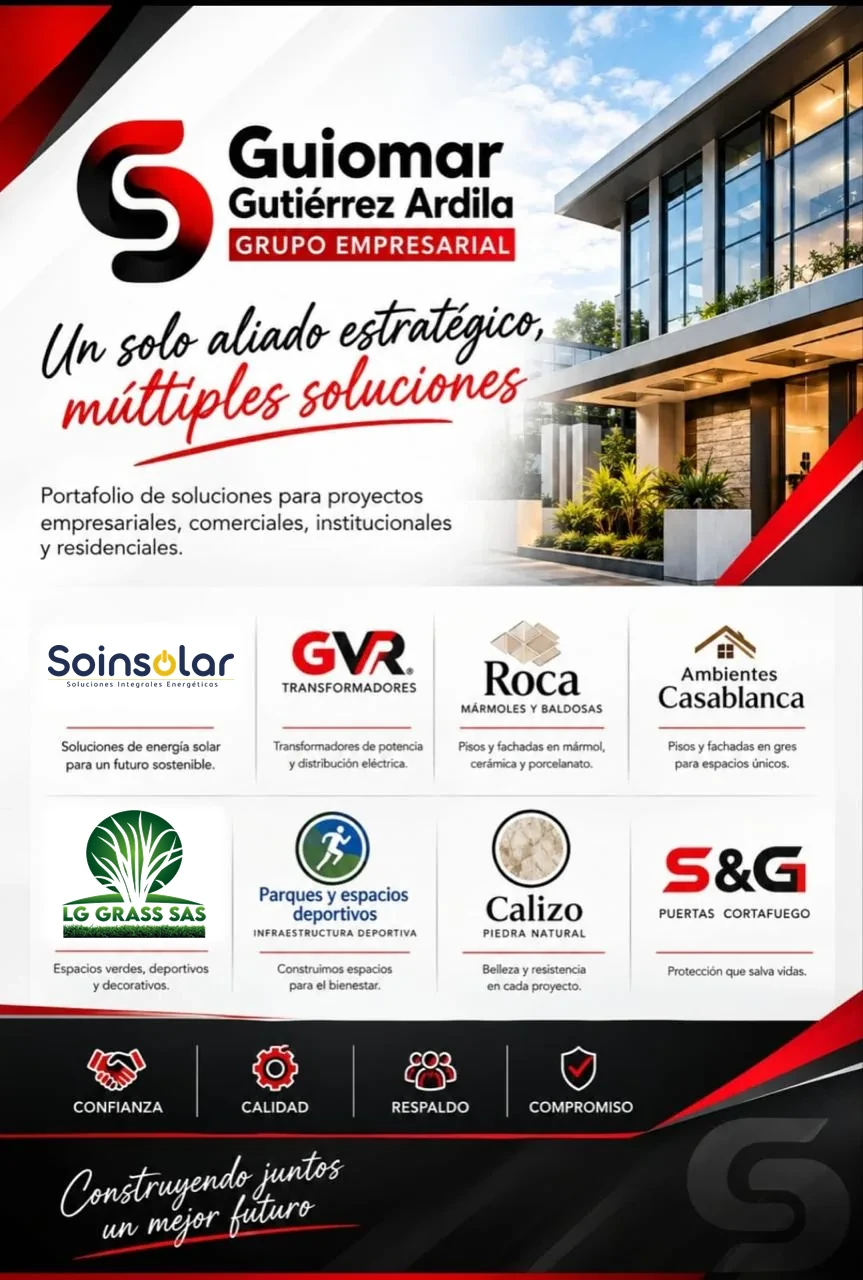 Guiomar
Gutiérrez Ardila
GRUPO EMPRESARIAL
Un solo aliado estratégico,
múltiples soluciones
Portafolio de soluciones para proyectos
empresariales, comerciales, institucionales
y residenciales.
Soinsolar
Soluciones Integrales Energéticos
Soluciones de energía solar
para un futuro sostenible.
GVR®
TRANSFORMADORES
Transformadores de potencia
y distribución eléctrica.
Roca
MÁRMOLES Y BALDOSAS
Pisos y fachadas en mármol,
cerámica y porcelanato.
Ambientes
Casablanca
Pisos y fachadas en gres
para espacios únicos.
LG GRASS SAS
Espacios verdes, deportivos
y decorativos.
Parques y espacios
deportivos
INFRAESTRUCTURA DEPORTIVA
Construimos espacios
para el bienestar.
Calizo
PIEDRA NATURAL
Belleza y resistencia
en cada proyecto.
S&G
PUERTAS CORTAFUEGO
Protección que salva vidas.
CONFIANZA
CALIDAD
RESPALDO
COMPROMISO
Construyendo juntos
un mejor futuro